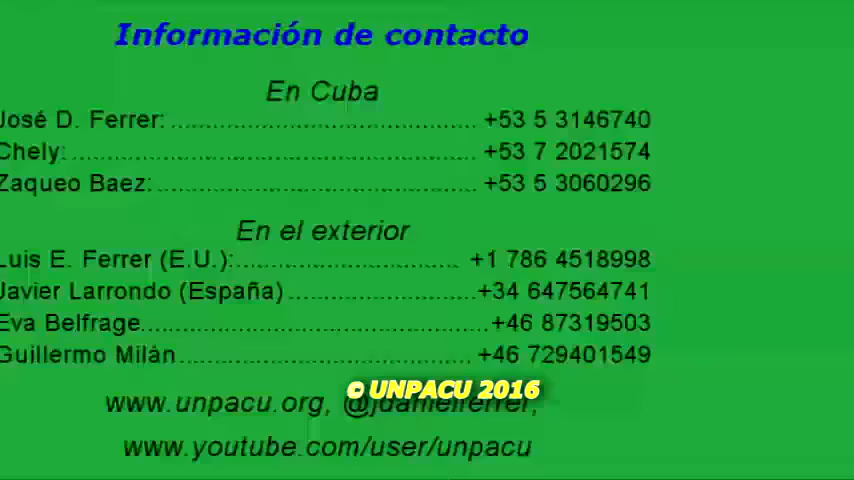 Información de contacto
En Cuba
José D. Ferrer:............................................ +53 5 3146740
Chely:......................................................... +53 7 2021574
Zaqueo Baez:............................................. +53 5 3060296
En el exterior
Luis E. Ferrer (E.U.):............................... +1 786 4518998
Javier Larrondo (España)..........................+34 647564741
Eva Belfrage.................................................+46 87319503
Guillermo Milán......................................... +46 729401549
© UNPACU 2016
www.unpacu.org, @jdanielferrer,
www.youtube.com/user/unpacu